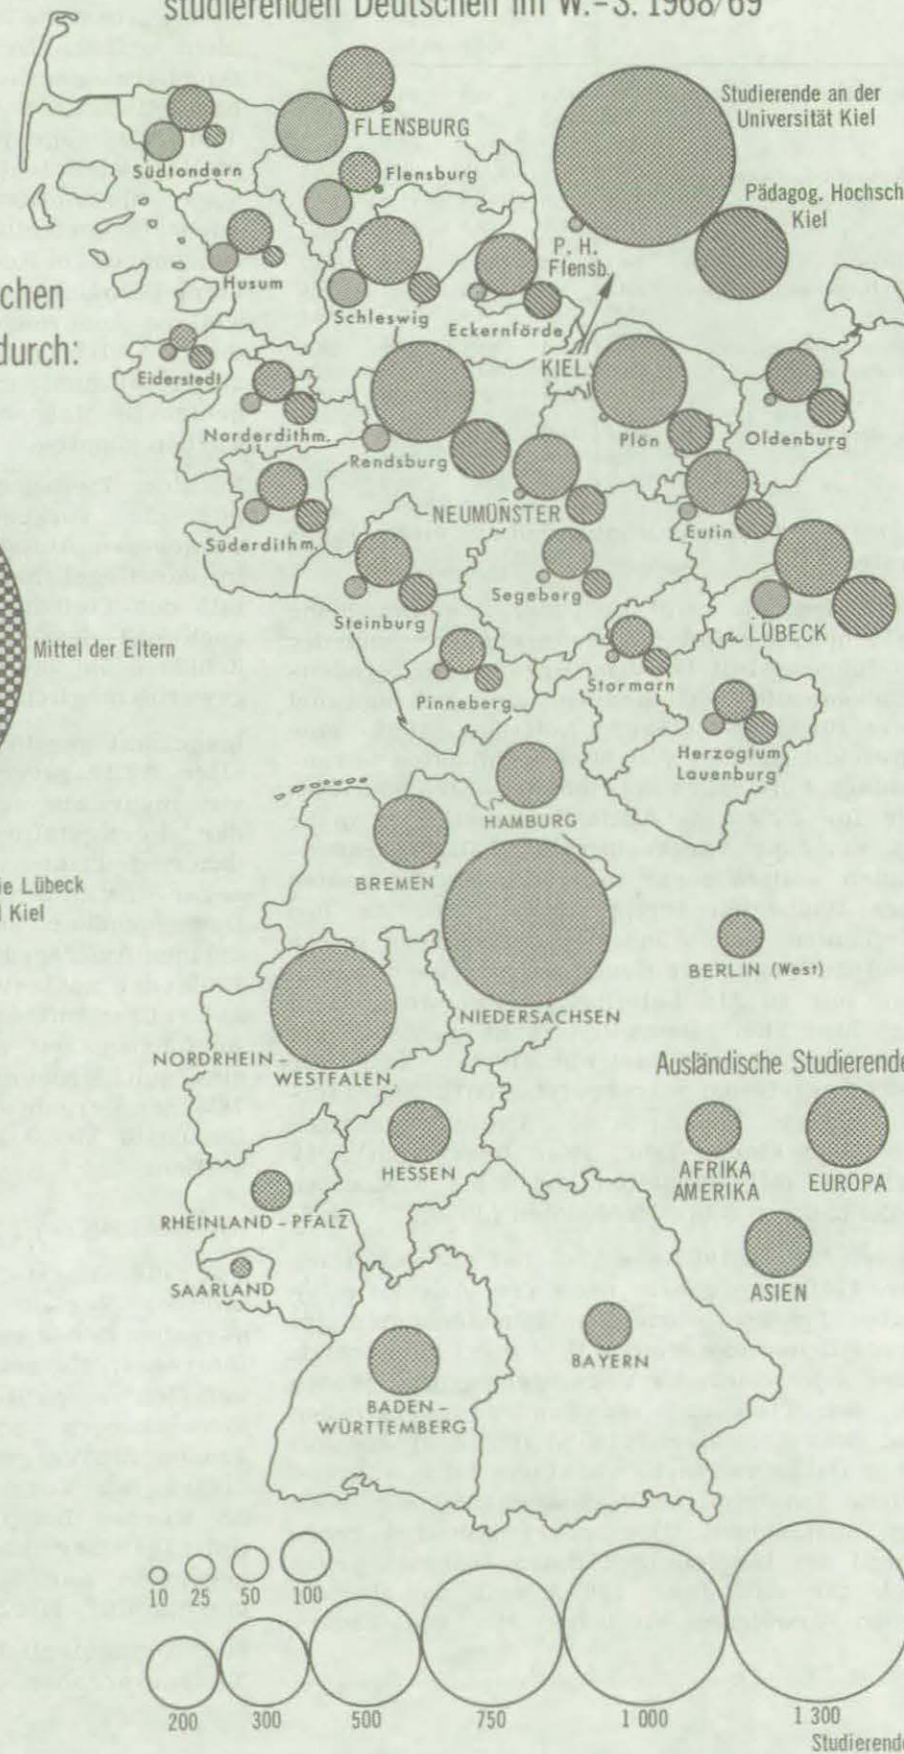 studierenden Deutschen im W.-S. 1968/69
Studierende an der
Universität Kiel
Pädagog. Hochsch
Kiel
P. H.
Flensb.
FLENSBURG
Südtondern
Flensburg
Husum
Schleswig
Eckernförde
chen
durch:
Eiderstedt
KIEL
Norderdithm.
Rendsburg
Plön
Oldenburg
NEUMÜNSTER
Süderdithm.
Eutin
Segeberg
Steinburg
LÜBECK
Mittel der Eltern
Pinneberg
Stormarn
Herzogtum
Lauenburg
HAMBURG
BREMEN
ie Lübeck
Kiel
BERLIN (West)
NIEDERSACHSEN
NORDRHEIN-
WESTFALEN
Ausländische Studierende
HESSEN
AFRIKA
AMERIKA
EUROPA
RHEINLAND-PFALZ
SAARLAND
ASIEN
BAYERN
BADEN-
WÜRTTEMBERG
10 25 50 100
200 300 500 750 1 000 1 300
Studierende